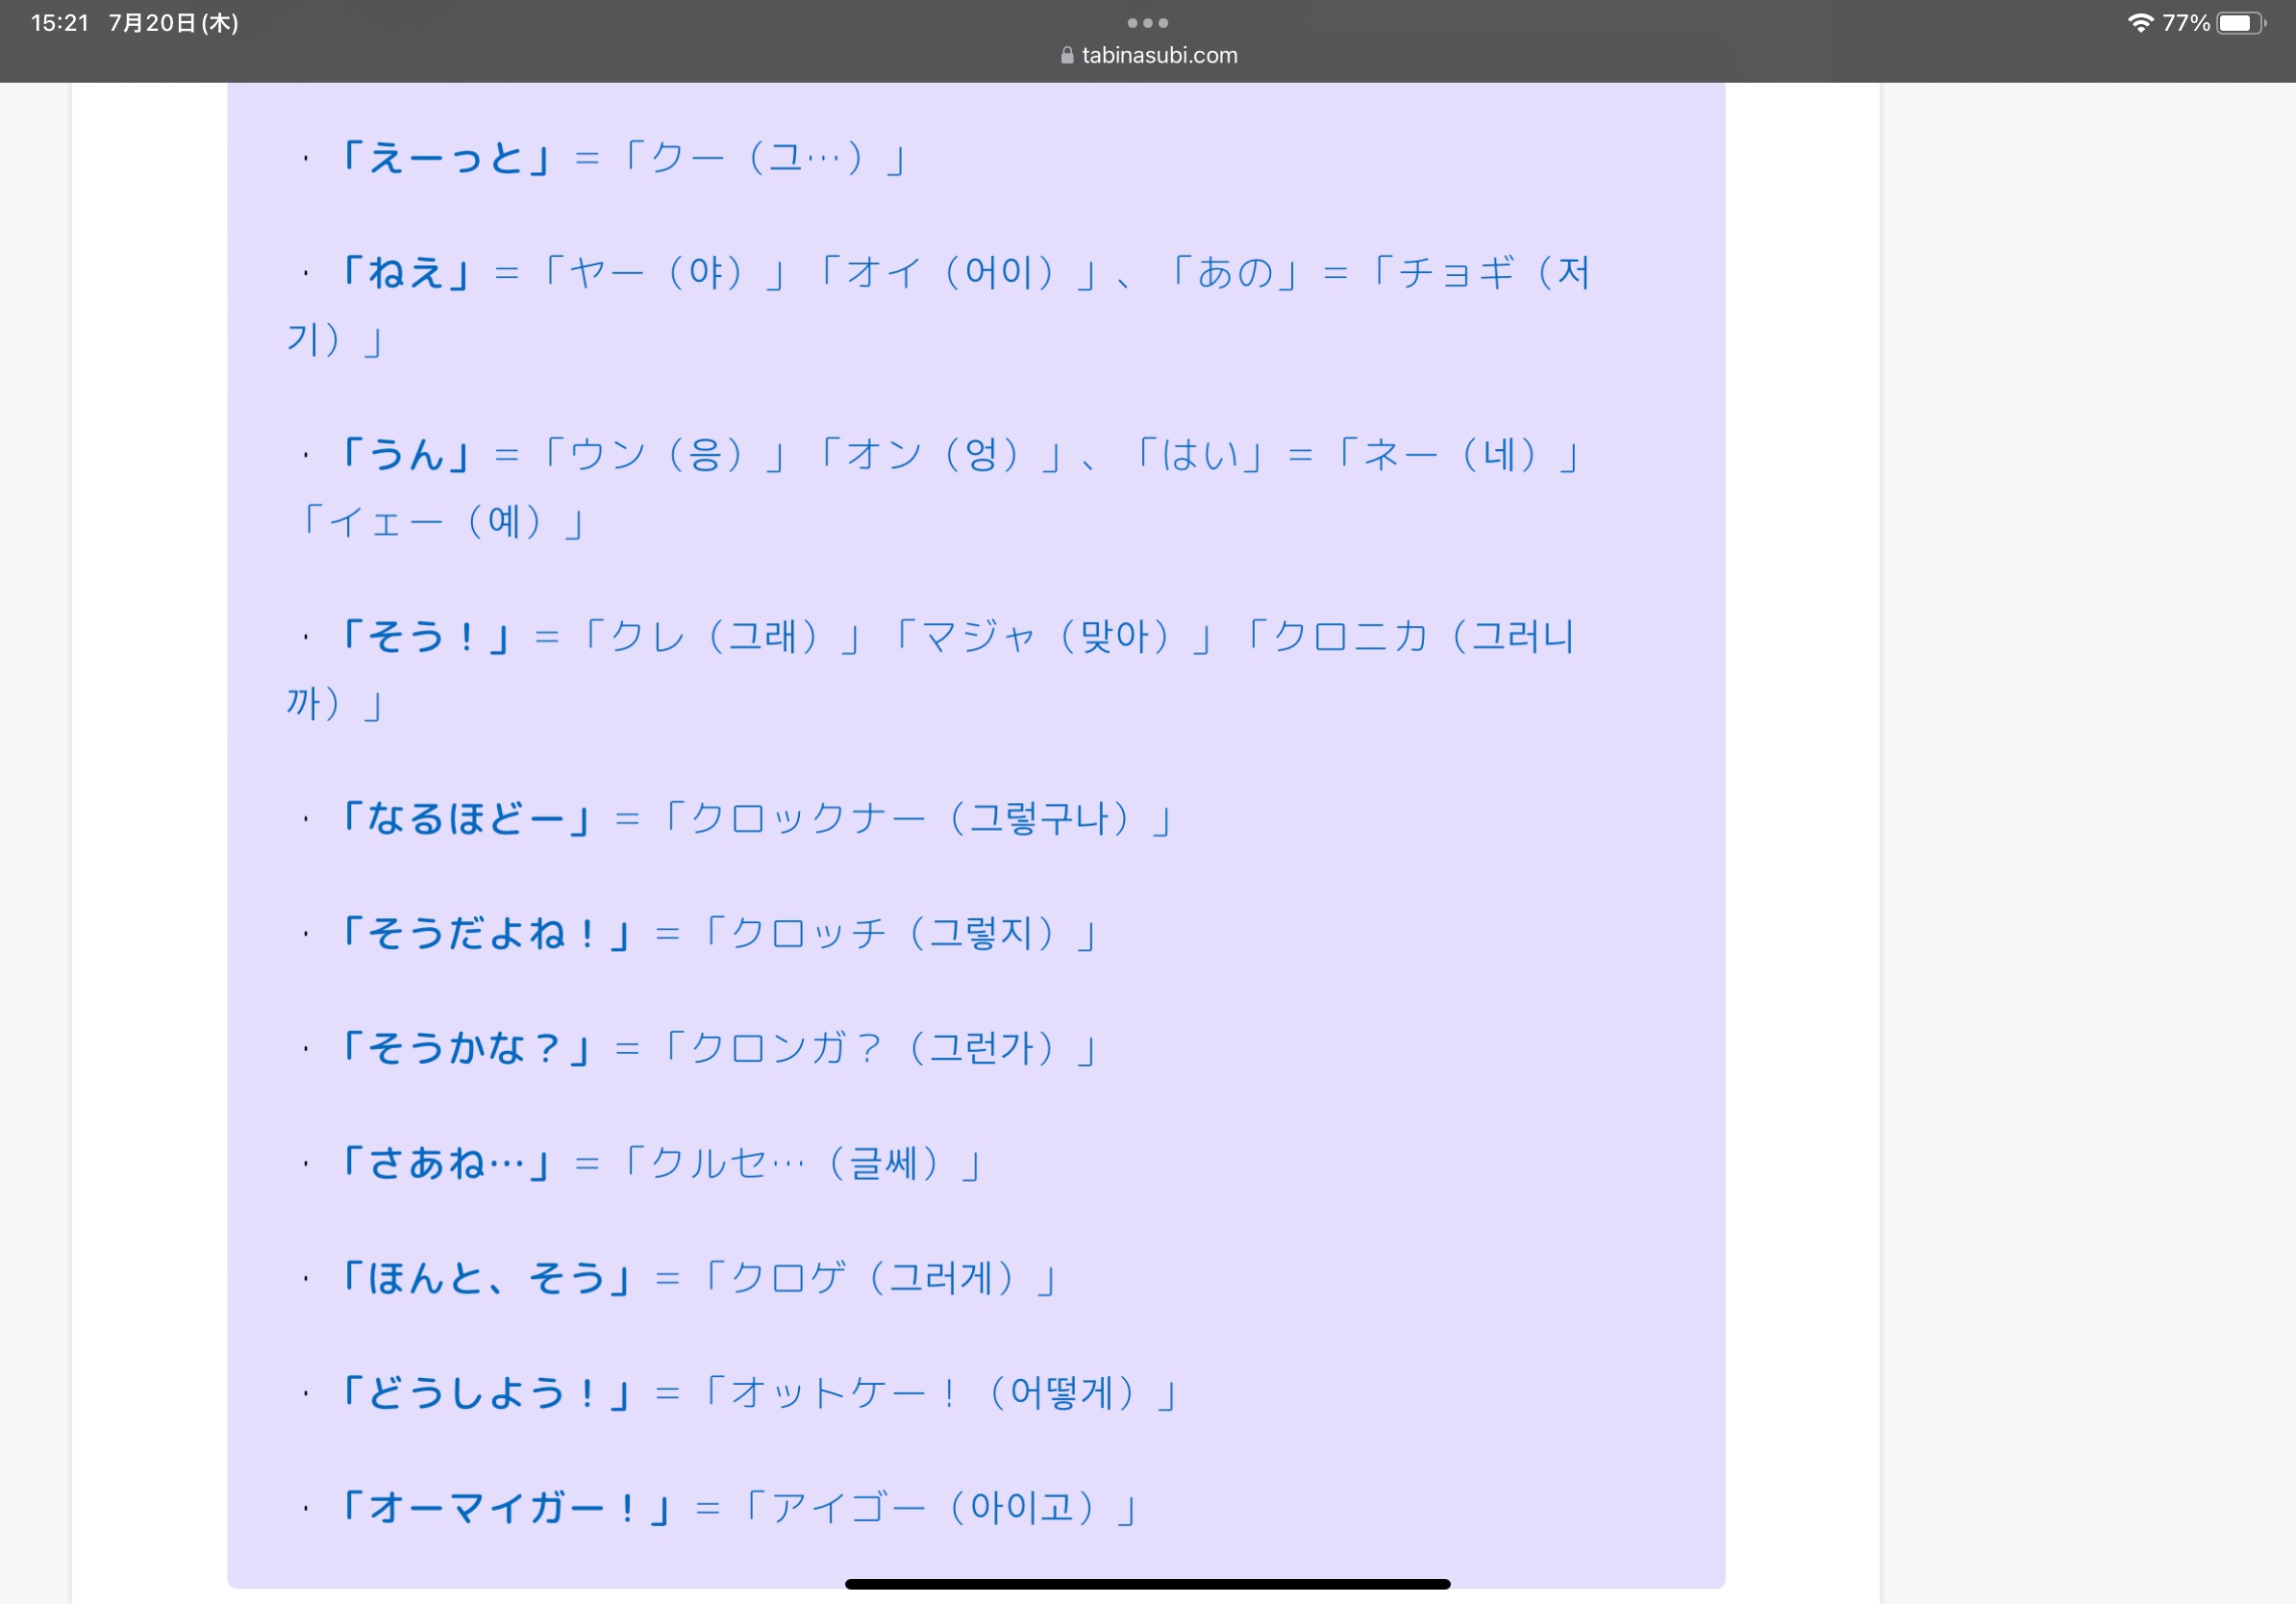 15:21 7月20日(木)
77%
tabinasubi.com
・「えーっと」＝「クー（그…）」
・「ねえ」＝「ヤー（야）」「オイ（어이）」、「あの」＝「チョギ（저
기）」
・「うん」＝「ウン（응）」「オン（엉）」、「はい」＝「ネー（네）」
「イェー（예）」
・「そう！」＝「クレ（그래）」「マジャ（맞아）」「クロニカ（그러니
까）」
・「なるほどー」＝「クロックナー（그렇구나）」
・「そうだよね！」＝「クロッチ（그렇지）」
・「そうかな？」＝「クロンガ？（그런가）」
・「さあね…」＝「クルセ…（글쎄）」
・「ほんと、そう」＝「クロゲ（그러게）」
・「どうしよう！」＝「オットケー！（어떻게）」
・「オーマイガー！」＝「アイゴー（아이고）」